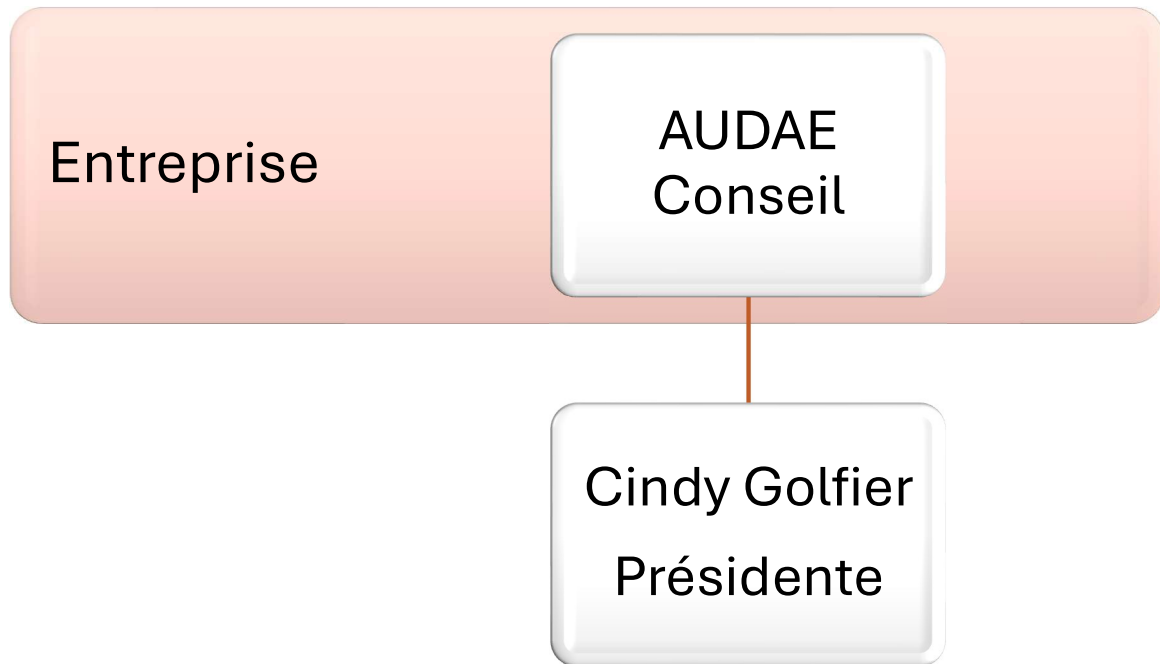 Entreprise
AUDAE
Conseil
Cindy Golfier
Présidente